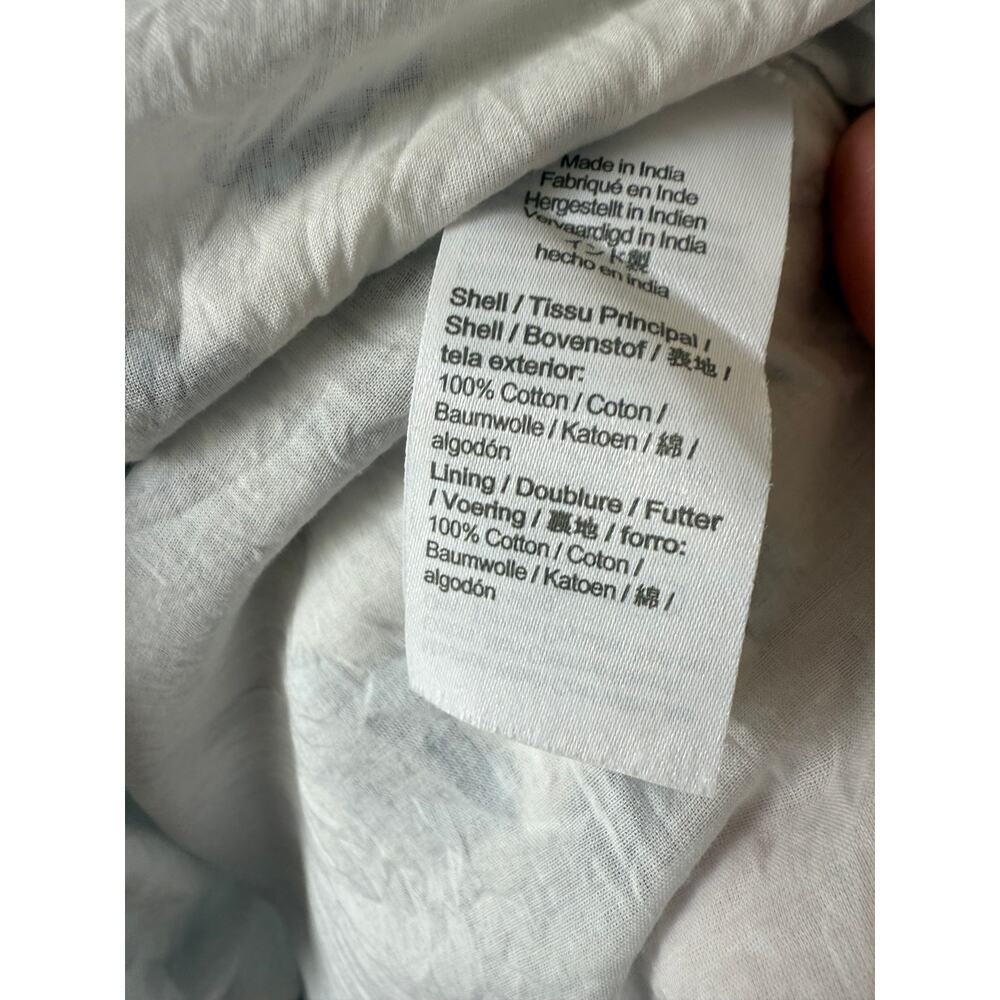 Made in India
Fabriqué en Inde
Hergestellt in Indien
Vervaardigd in India
インド製
hecho en india
Shell / Tissu Principal /
Shell / Bovenstof / 表地 /
tela exterior:
100% Cotton / Coton /
Baumwolle / Katoen / 綿 /
algodón
Lining / Doublure / Futter
/ Voering / 裏地 / forro:
100% Cotton / Coton /
Baumwolle / Katoen / 綿 /
algodón